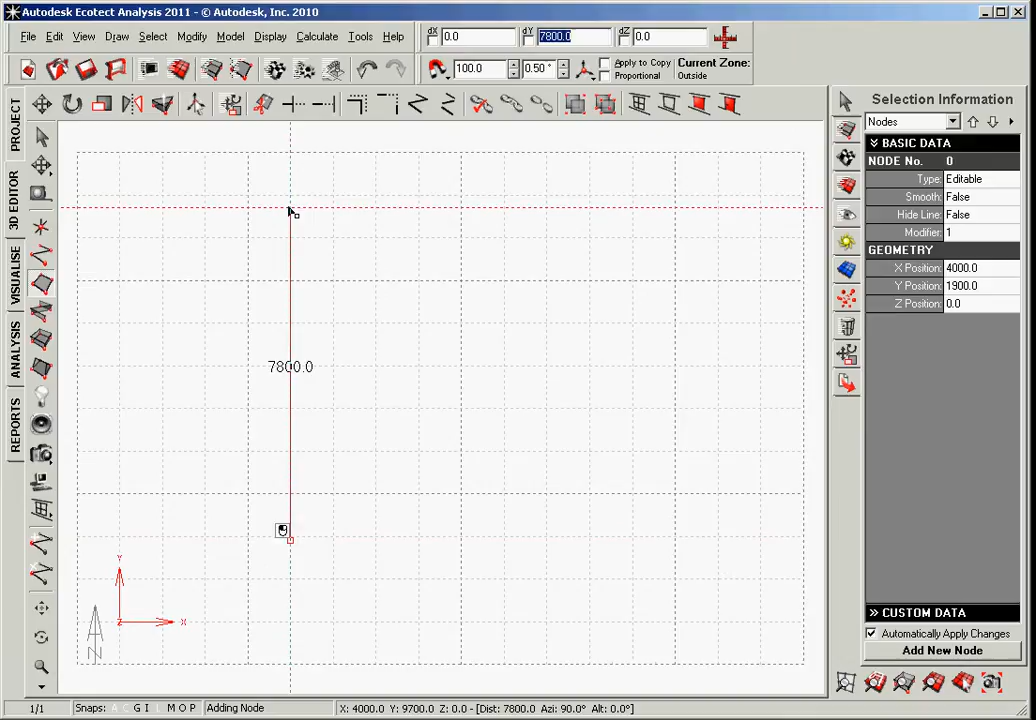 Autodesk Ecotect Analysis 2011 - © Autodesk, Inc. 2010
File Edit View Draw Select Modify Model Display Calculate Tools Help
dX 0.0 dY 7800.0 dZ 0.0
100.0 0.50 ° Apply to Copy Current Zone:
Proportional Outside
PROJECT
3D EDITOR
VISUALISE
ANALYSIS
REPORTS
7800.0
Y
Z X
N
Selection Information
Nodes
BASIC DATA
NODE No. 0
Type: Editable
Smooth: False
Hide Line: False
Modifier: 1
GEOMETRY
X Position: 4000.0
Y Position: 1900.0
Z Position: 0.0
CUSTOM DATA
Automatically Apply Changes
Add New Node
1/1 Snaps: A C G I L M O P Adding Node X: 4000.0 Y: 9700.0 Z: 0.0 - [Dist: 7800.0 Azi: 90.0° Alt: 0.0°]